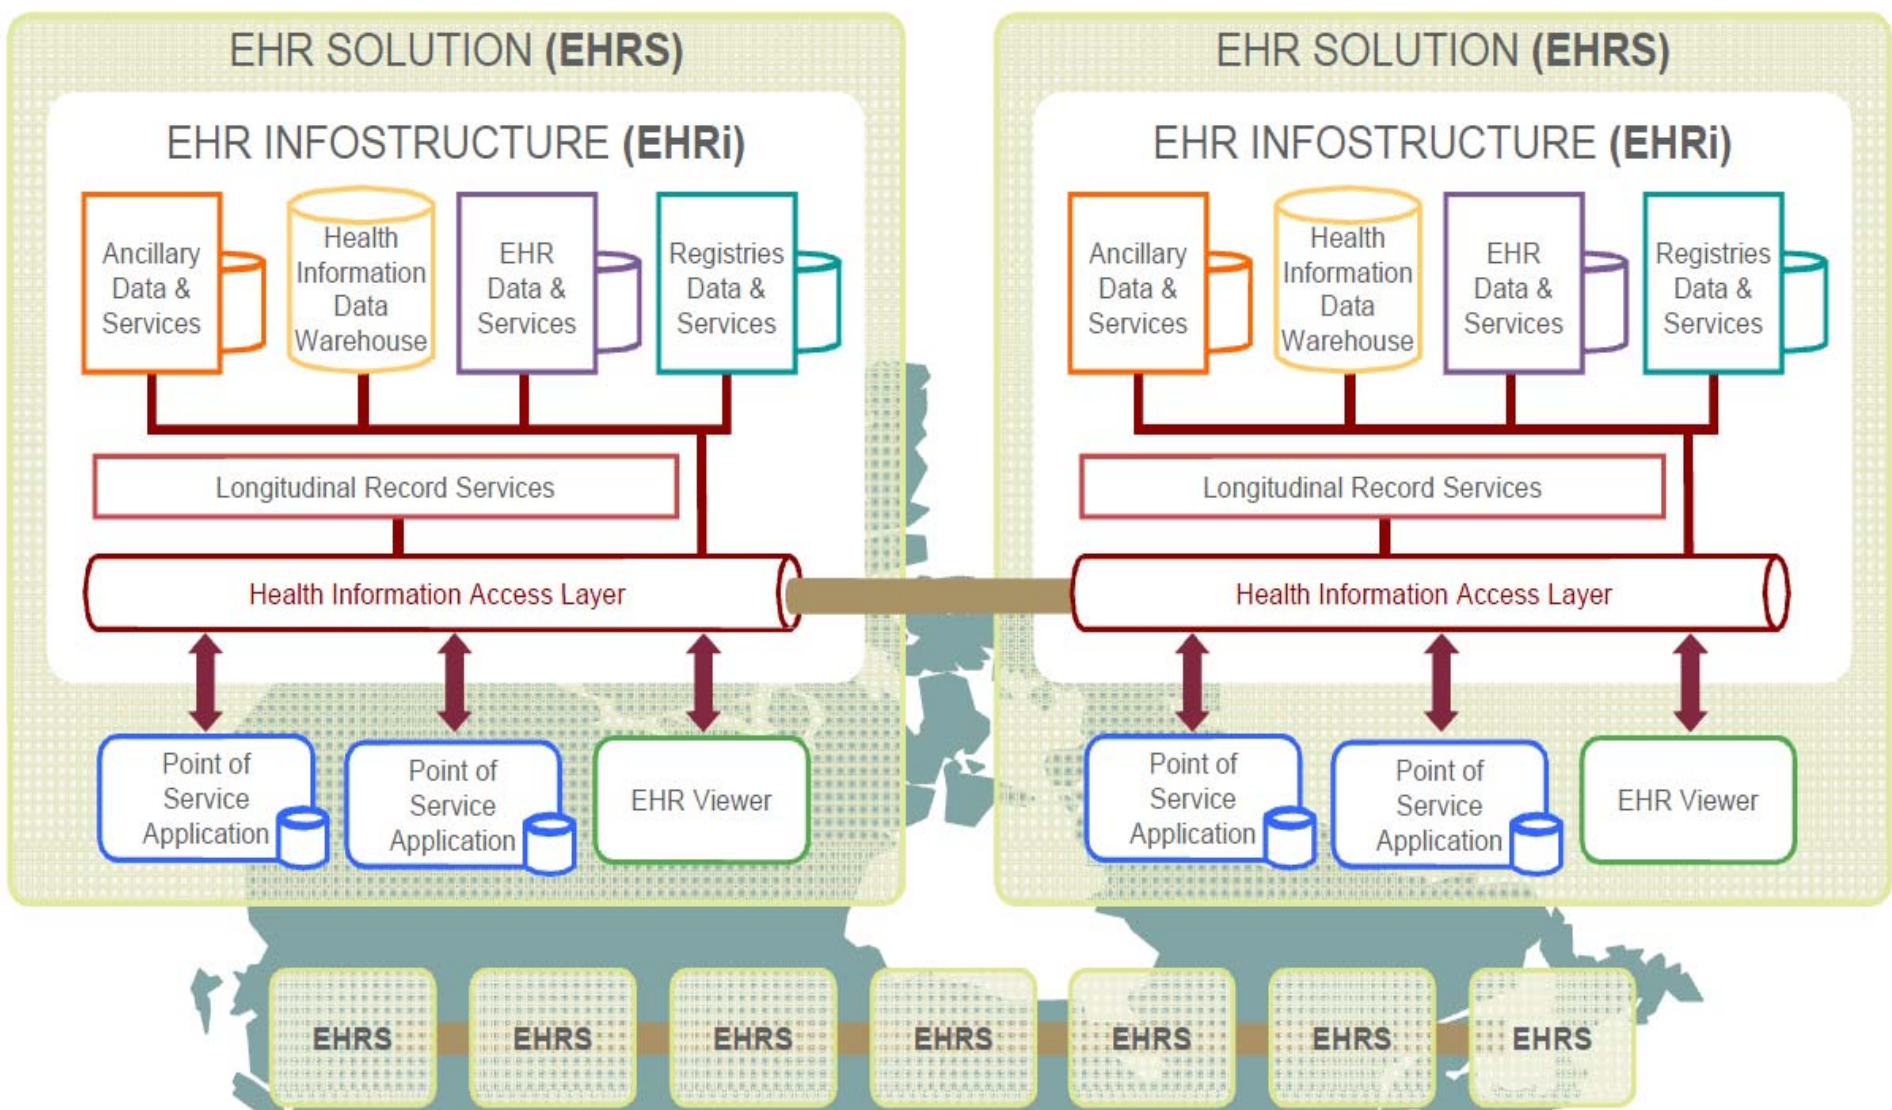 EHR SOLUTION (EHRS)
EHR INFOSTRUCTURE (EHRi)
Ancillary
Data &
Services
Health
Information
Data
Warehouse
EHR
Data &
Services
Registries
Data &
Services
Longitudinal Record Services
Health Information Access Layer
Point of
Service
Application
Point of
Service
Application
EHR Viewer
EHR SOLUTION (EHRS)
EHR INFOSTRUCTURE (EHRi)
Ancillary
Data &
Services
Health
Information
Data
Warehouse
EHR
Data &
Services
Registries
Data &
Services
Longitudinal Record Services
Health Information Access Layer
Point of
Service
Application
Point of
Service
Application
EHR Viewer
EHRS
EHRS
EHRS
EHRS
EHRS
EHRS
EHRS